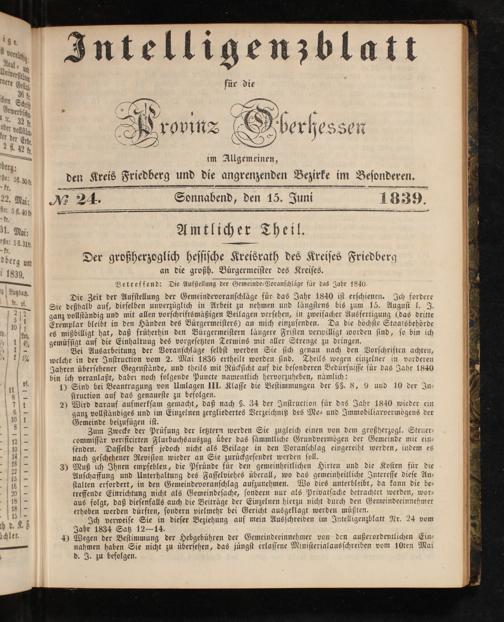 Intelligenzblatt
für die
Provinz Oberhessen
im Allgemeinen,
den Kreis Friedberg und die angrenzenden Bezirke im Besonderen.
№ 24. Sonnabend, den 15. Juni 1839.
Amtlicher Theil.
Der großherzoglich hessische Kreisrath des Kreises Friedberg
an die großh. Bürgermeister des Kreises.
Betreffend: Die Aufstellung der Gemeinde-Voranschläge für das Jahr 1840.
Die Zeit der Aufstellung der Gemeindevoranschläge für das Jahr 1840 ist erschienen. Ich fordere
Sie deßhalb auf, dieselben unverzüglich in Arbeit zu nehmen und längstens bis zum 15. August l. J.
ganz vollständig und mit allen vorschriftsmäßigen Beilagen versehen, in zweifacher Ausfertigung (das dritte
Exemplar bleibt in den Händen des Bürgermeisters) an mich einzusenden. Da die höchste Staatsbehörde
es mißbilligt hat, daß früherhin den Bürgermeistern längere Fristen verwilligt worden sind, so bin ich
genöthigt auf die Einhaltung des vorgesetzten Termins mit aller Strenge zu dringen.
Bei Ausarbeitung der Voranschläge selbst werden Sie sich genau nach den Vorschriften achten,
welche in der Instruction vom 2. Mai 1836 ertheilt worden sind. Theils wegen einzelner in vorderen
Jahren übersehener Gegenstände, und theils mit Rücksicht auf die besonderen Bedürfnisse für das Jahr 1840
bin ich veranlaßt, dabei noch folgende Puncte namentlich hervorzuheben, nämlich:
1) Sind bei Beantragung von Umlagen III. Klasse die Bestimmungen der §§. 8, 9 und 10 der In-
struction auf das genaueste zu befolgen.
2) Wird darauf aufmerksam gemacht, daß nach §. 34 der Instruction für das Jahr 1840 wieder ein
ganz vollständiges und im Einzelnen zergliedertes Verzeichniß des Mo- und Immobiliarvermögens der
Gemeinde beizufügen ist.
Zum Zwecke der Prüfung der letztern werden Sie zugleich einen von dem großherzogl. Steuer-
commissär verificirten Flurbuchsauszug über das sämmtliche Grundvermögen der Gemeinde mit ein-
senden. Dasselbe darf jedoch nicht als Beilage in den Voranschlag eingereiht werden, indem es
nach geschehener Revision wieder an Sie zurückgesendet werden soll.
3) Muß ich Ihnen empfehlen, die Pfründe für den gemeinheitlichen Hirten und die Kosten für die
Anschaffung und Unterhaltung des Faselviehes überall, wo das gemeinheitliche Interesse diese An-
stalten erfordert, in den Gemeindevoranschlag aufzunehmen. Wo dies unterbleibt, da kann die be-
treffende Einrichtung nicht als Gemeindesache, sondern nur als Privatsache betrachtet werden, wor-
aus folgt, daß diesenfalls auch die Beiträge der Einzelnen hierzu nicht durch den Gemeindeeinnehmer
erhoben werden dürften, sondern vielmehr bei Gericht ausgeklagt werden müßten.
Ich verweise Sie in dieser Beziehung auf mein Ausschreiben im Intelligenzblatt Nr. 24 vom
Jahr 1834 Satz 12—14.
4) Wegen der Bestimmung der Hebgebühren der Gemeindeeinnehmer von den außerordentlichen Ein-
nahmen haben Sie nicht zu übersehen, das jüngst erlassene Ministerialausschreiben vom 10ten Mai
d. J. zu befolgen.